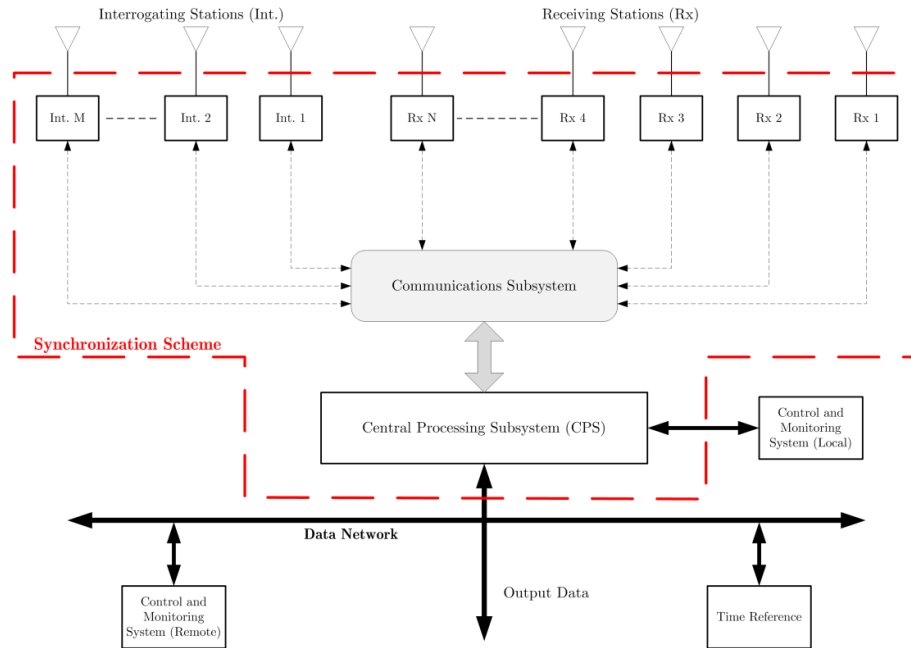 Interrogating Stations (Int.)
Receiving Stations (Rx)
Int. M
Int. 2
Int. 1
Rx N
Rx 4
Rx 3
Rx 2
Rx 1
Communications Subsystem
Synchronization Scheme
Central Processing Subsystem (CPS)
Control and
Monitoring
System (Local)
Data Network
Output Data
Control and
Monitoring
System (Remote)
Time Reference